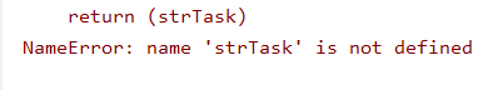 return (strTask)
NameError: name 'strTask' is not defined